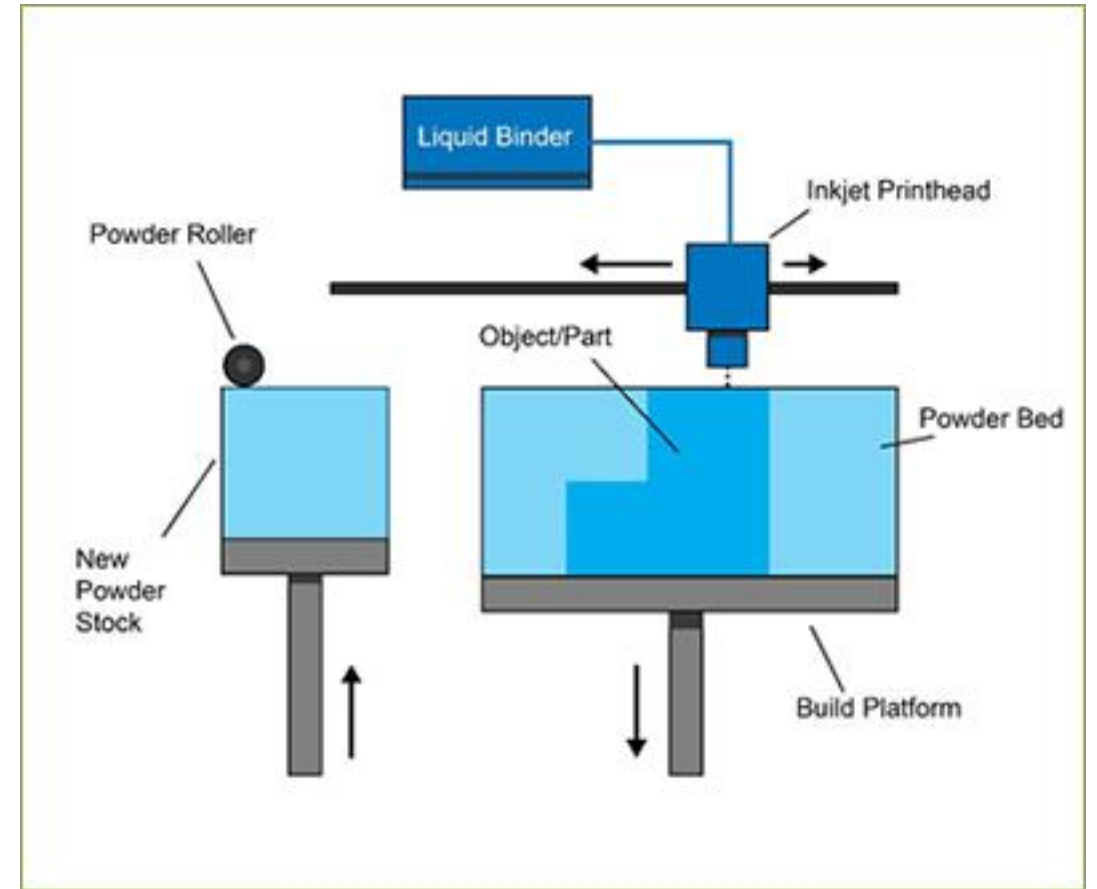 Liquid Binder
Inkjet Printhead
Powder Roller
Object/Part
Powder Bed
New
Powder
Stock
Build Platform